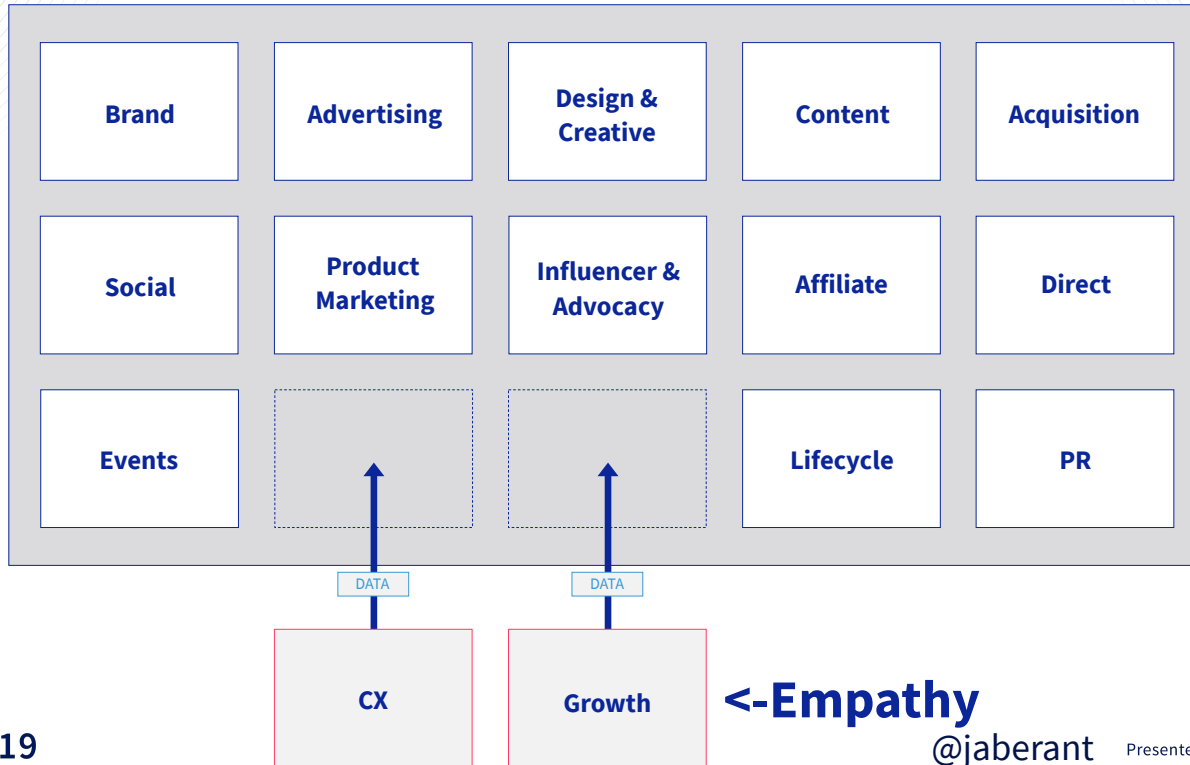 Brand
Advertising
Design &
Creative
Content
Acquisition
Social
Product
Marketing
Influencer &
Advocacy
Affiliate
Direct
Events
Lifecycle
PR
DATA
DATA
CX
Growth
<-Empathy
19
@jaberant
Presente